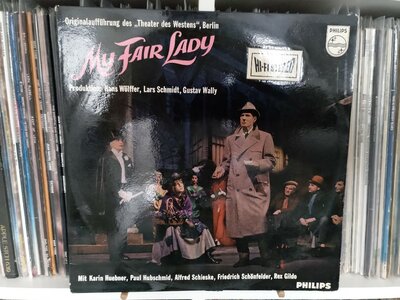 Originalaufführung des „Theater des Westens", Berlin
PHILIPS
My Fair Lady
HI-FI STEREO
Produktion: Hans Wölffer, Lars Schmidt, Gustav Wally
Mit Karin Huebner, Paul Hubschmid, Alfred Schieske, Friedrich Schönfelder, Rex Gildo
PHILIPS